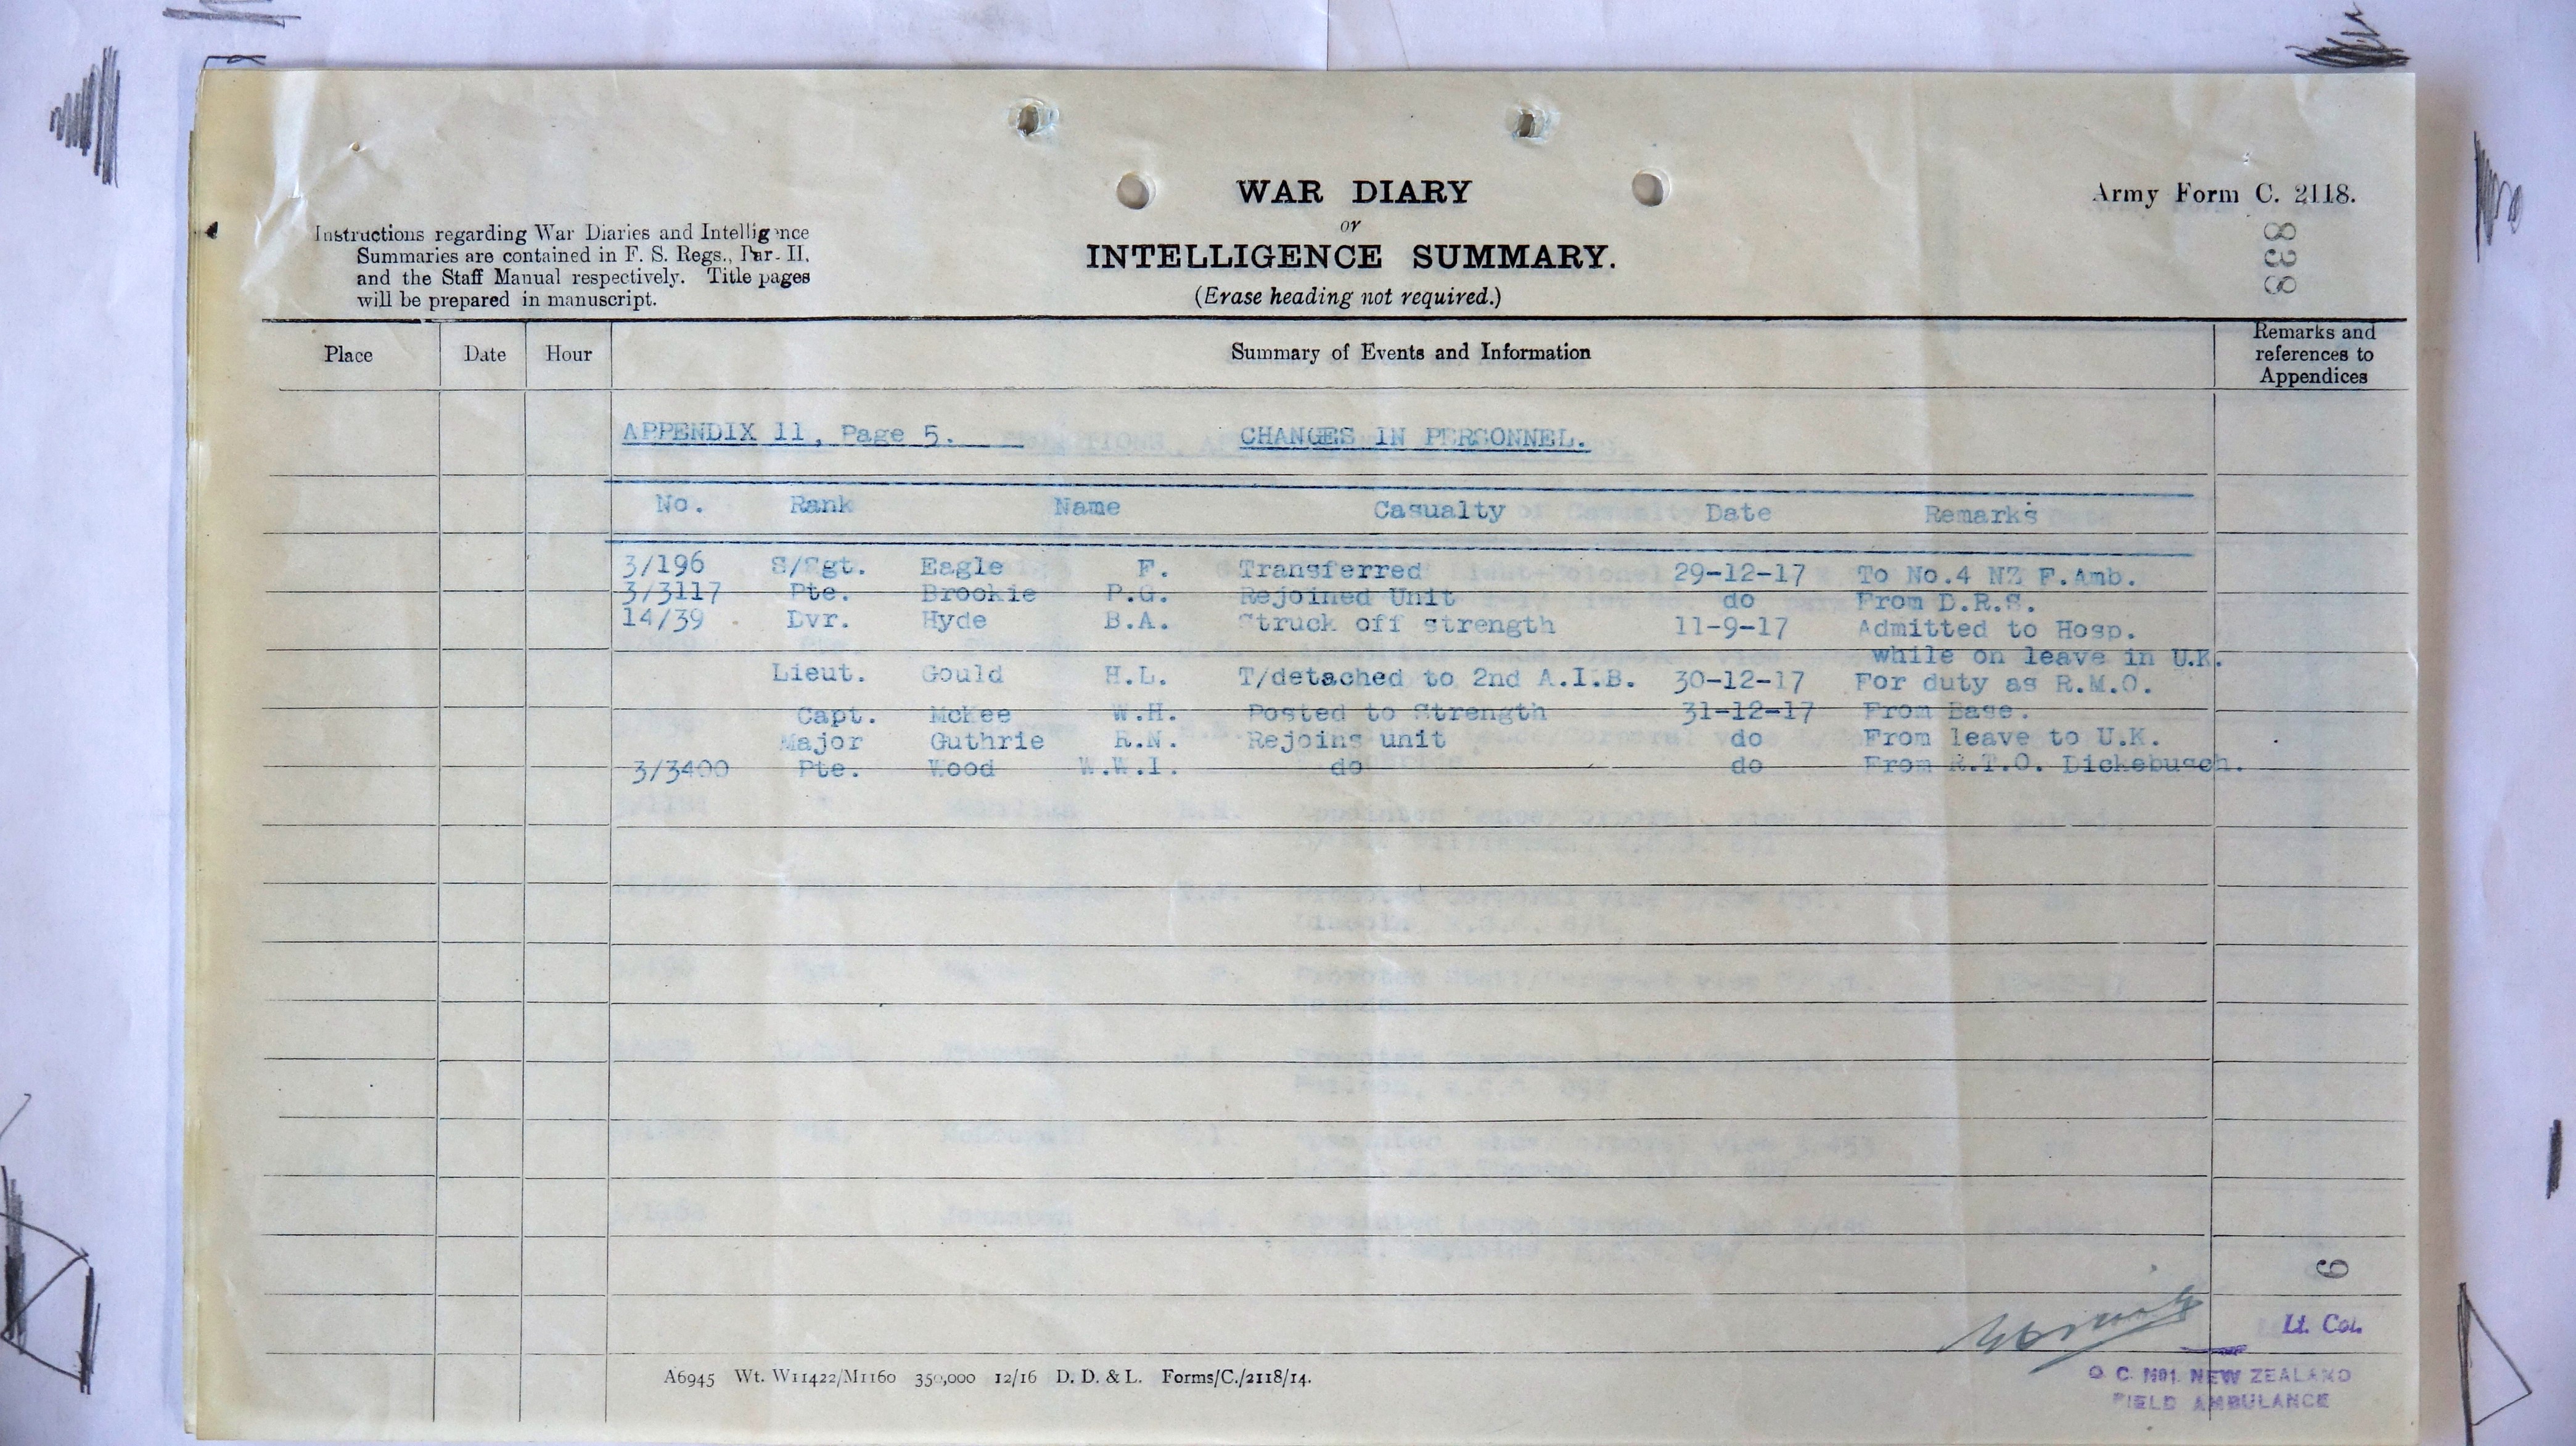 Army Form C. 2118.
838
WAR DIARY
or
INTELLIGENCE SUMMARY.
(Erase heading not required.)
Instructions regarding War Diaries and Intelligence
Summaries are contained in F. S. Regs., Par. II.
and the Staff Manual respectively. Title pages
will be prepared in manuscript.
Place Date Hour Summary of Events and Information Remarks and references to Appendices
APPENDIX 11, Page 5. CHANGES IN PERSONNEL.
No. Rank Name Casualty Date Remarks
3/196 S/Sgt. Eagle F. Transferred 29-12-17 To No.4 NZ F.Amb.
3/3117 Pte. Brookie P.G. Rejoined Unit do From D.R.S.
14/39 Dvr. Hyde B.A. Struck off strength 11-9-17 Admitted to Hosp.
while on leave in U.K.
Lieut. Gould H.L. T/detached to 2nd A.I.B. 30-12-17 For duty as R.M.O.
Capt. McKee W.H. Posted to Strength 31-12-17 From Base.
Major Guthrie R.N. Rejoins unit do From leave to U.K.
3/3400 Pte. Wood W.W.I. do do From R.T.O. Dickebusch.
6
Lt. Col.
O. C. No1. NEW ZEALAND
FIELD AMBULANCE
A6945 Wt. W11422/M1160 350,000 12/16 D. D. & L. Forms/C./2118/14.